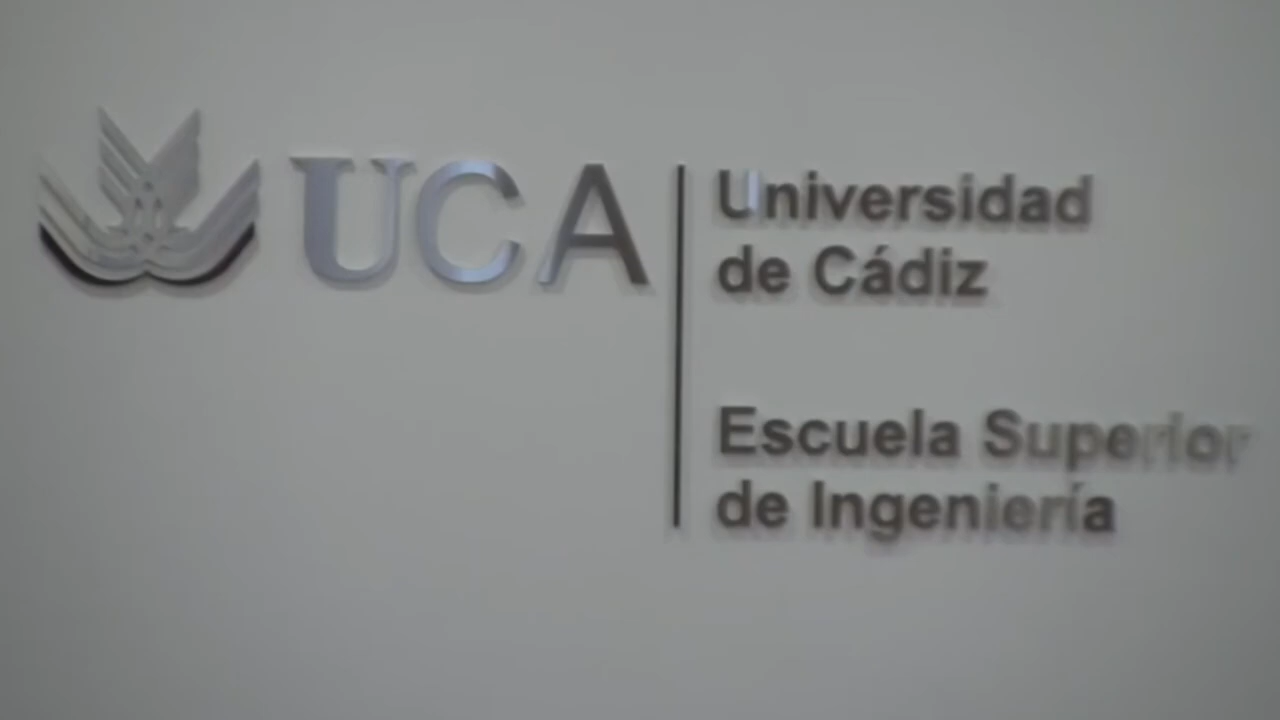 UCA
Universidad
de Cádiz
Escuela Superior
de Ingeniería